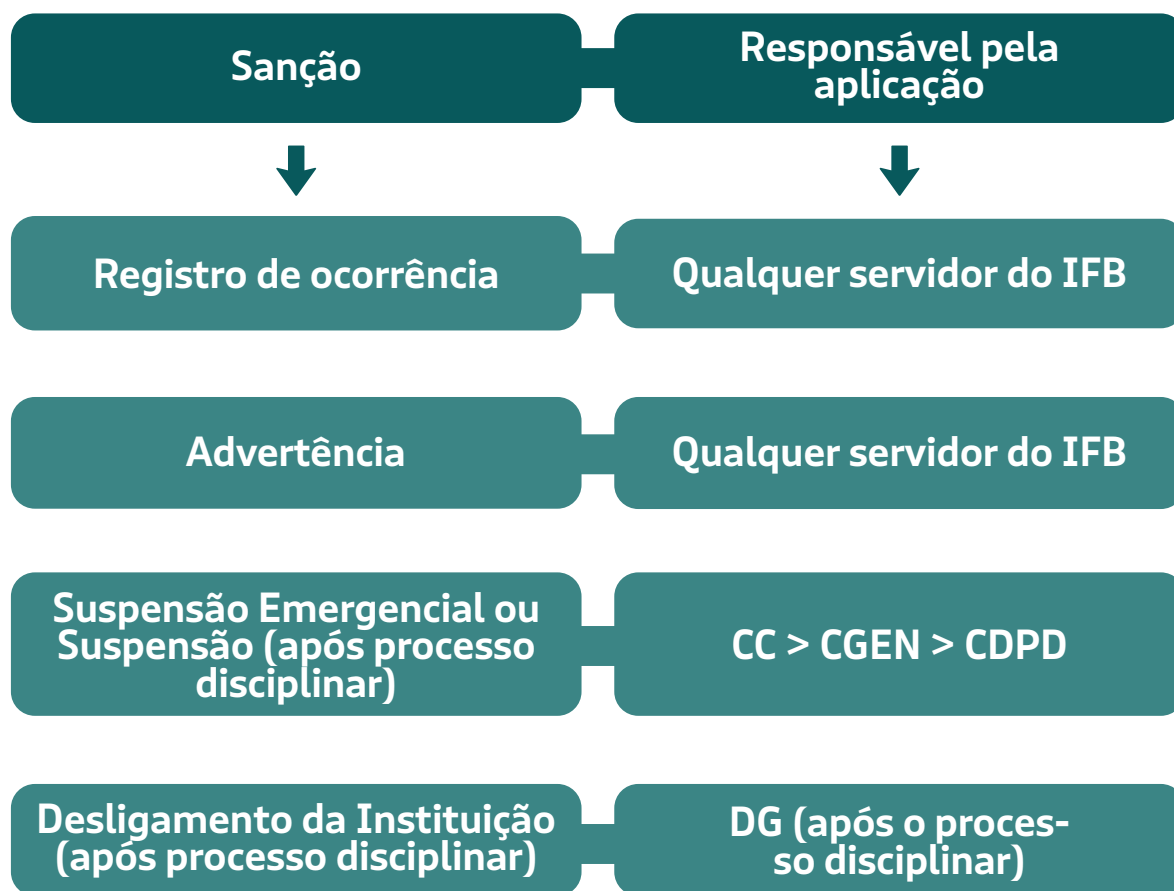 Sanção
Responsável pela
aplicação
Registro de ocorrência
Qualquer servidor do IFB
Advertência
Qualquer servidor do IFB
Suspensão Emergencial ou
Suspensão (após processo
disciplinar)
CC > CGEN > CDPD
Desligamento da Instituição
(após processo disciplinar)
DG (após o proces-
so disciplinar)